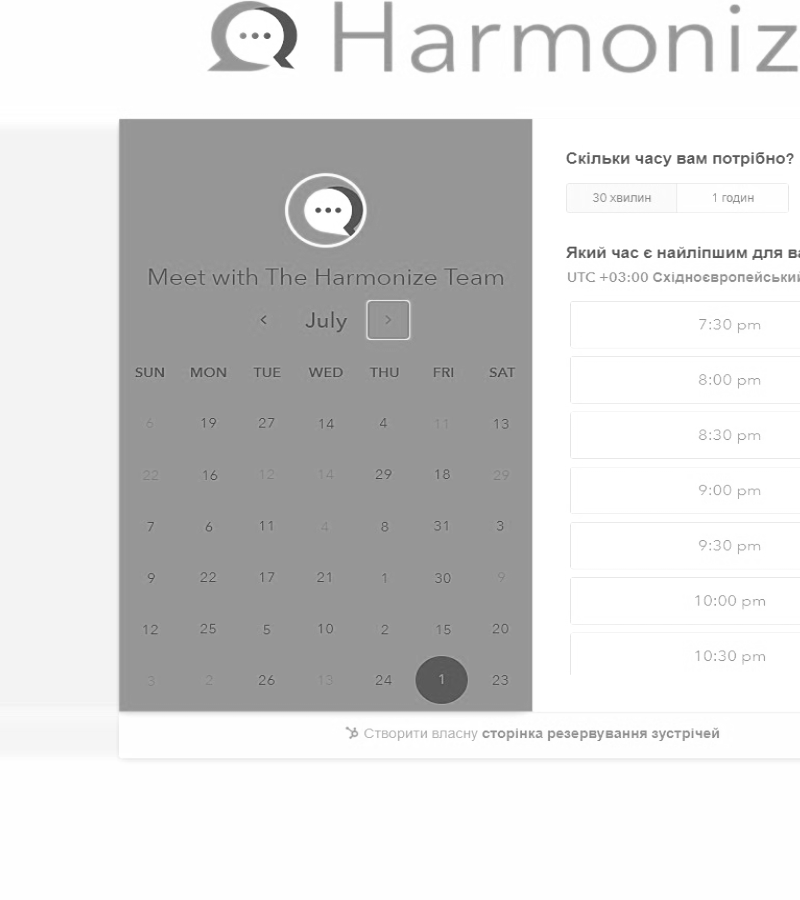 Harmoniz
Meet with The Harmonize Team
July
SUN MON TUE WED THU FRI SAT
6 19 27 14 4 11 13
22 16 12 14 29 18 29
7 6 11 4 8 31 3
9 22 17 21 1 30 9
12 25 5 10 2 15 20
3 2 26 13 24 1 23
Скільки часу вам потрібно?
30 хвилин 1 годин
Який час є найліпшим для ва
UTC +03:00 Східноєвропейський
7:30 pm
8:00 pm
8:30 pm
9:00 pm
9:30 pm
10:00 pm
10:30 pm
Створити власну сторінка резервування зустрічей